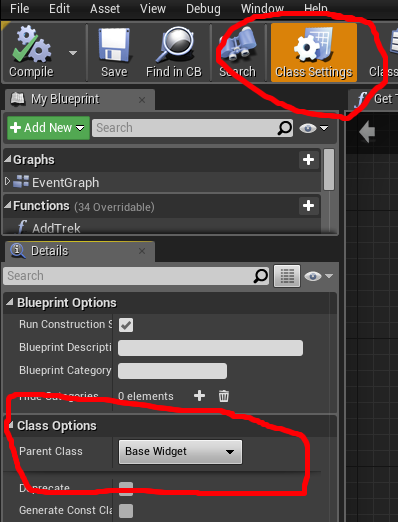 File Edit Asset View Debug Window Help
Compile Save Find in CB Search Class Settings Clas
My Blueprint
f Get T
Add New Search
Graphs
EventGraph
Functions (34 Overridable)
f AddTrek
Details
Search
Blueprint Options
Run Construction S
Blueprint Descripti
Blueprint Category
Hide Categories 0 elements
Class Options
Parent Class Base Widget
Deprecate
Generate Const Cla